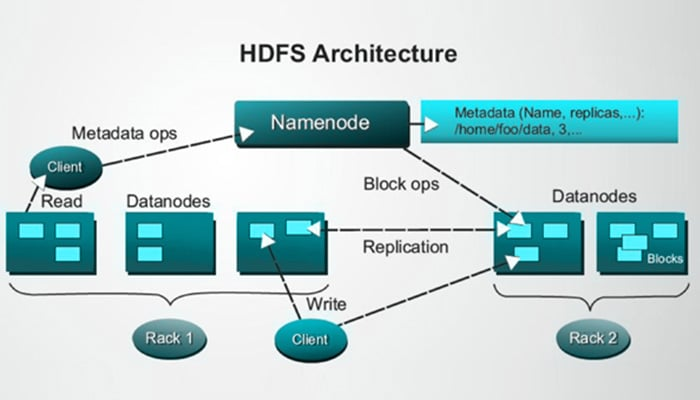 HDFS Architecture
Namenode
Metadata (Name, replicas,...):
/home/foo/data, 3,...
Metadata ops
Client
Block ops
Read
Datanodes
Datanodes
Replication
Blocks
Write
Rack 1
Client
Rack 2